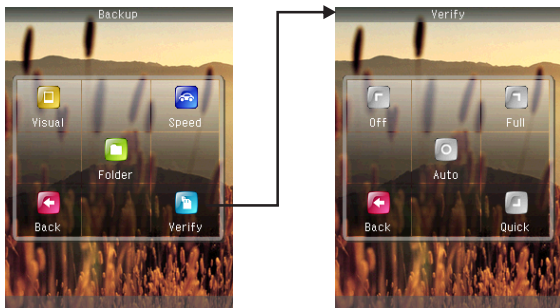 Backup
Visual
Speed
Folder
Back
Verify
Verify
Off
Full
Auto
Back
Quick